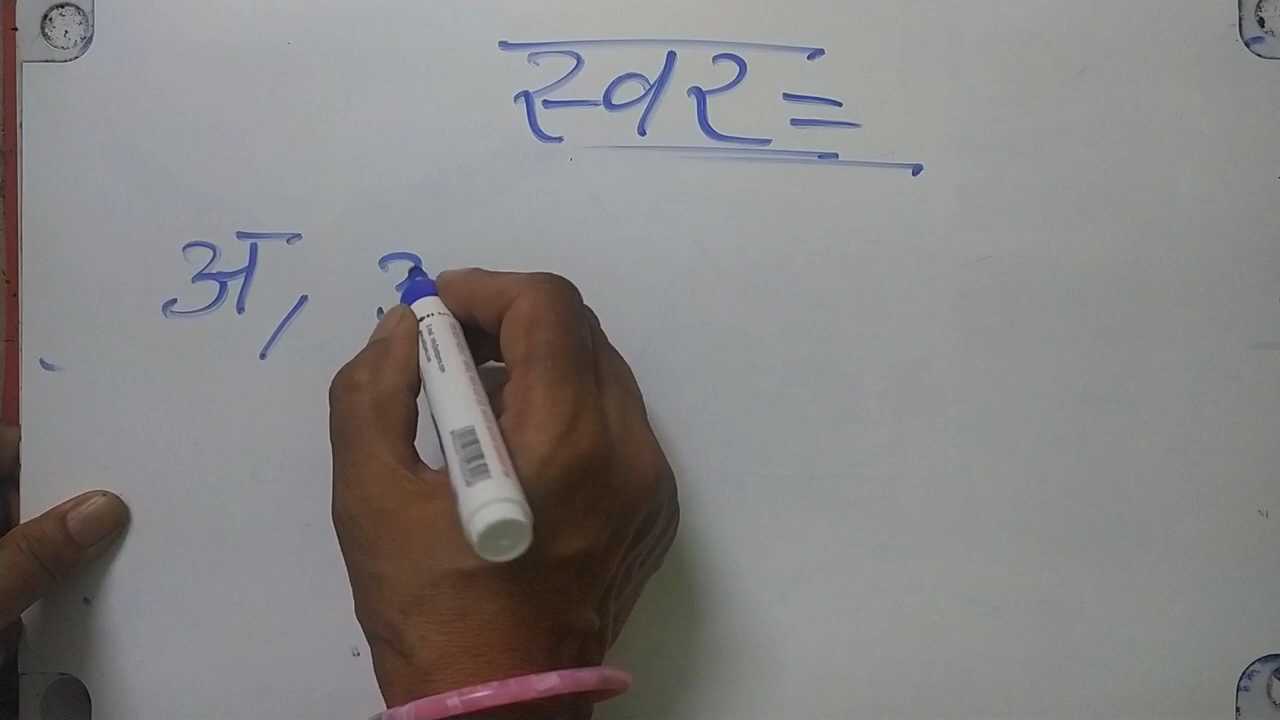 स्वर =
अ,